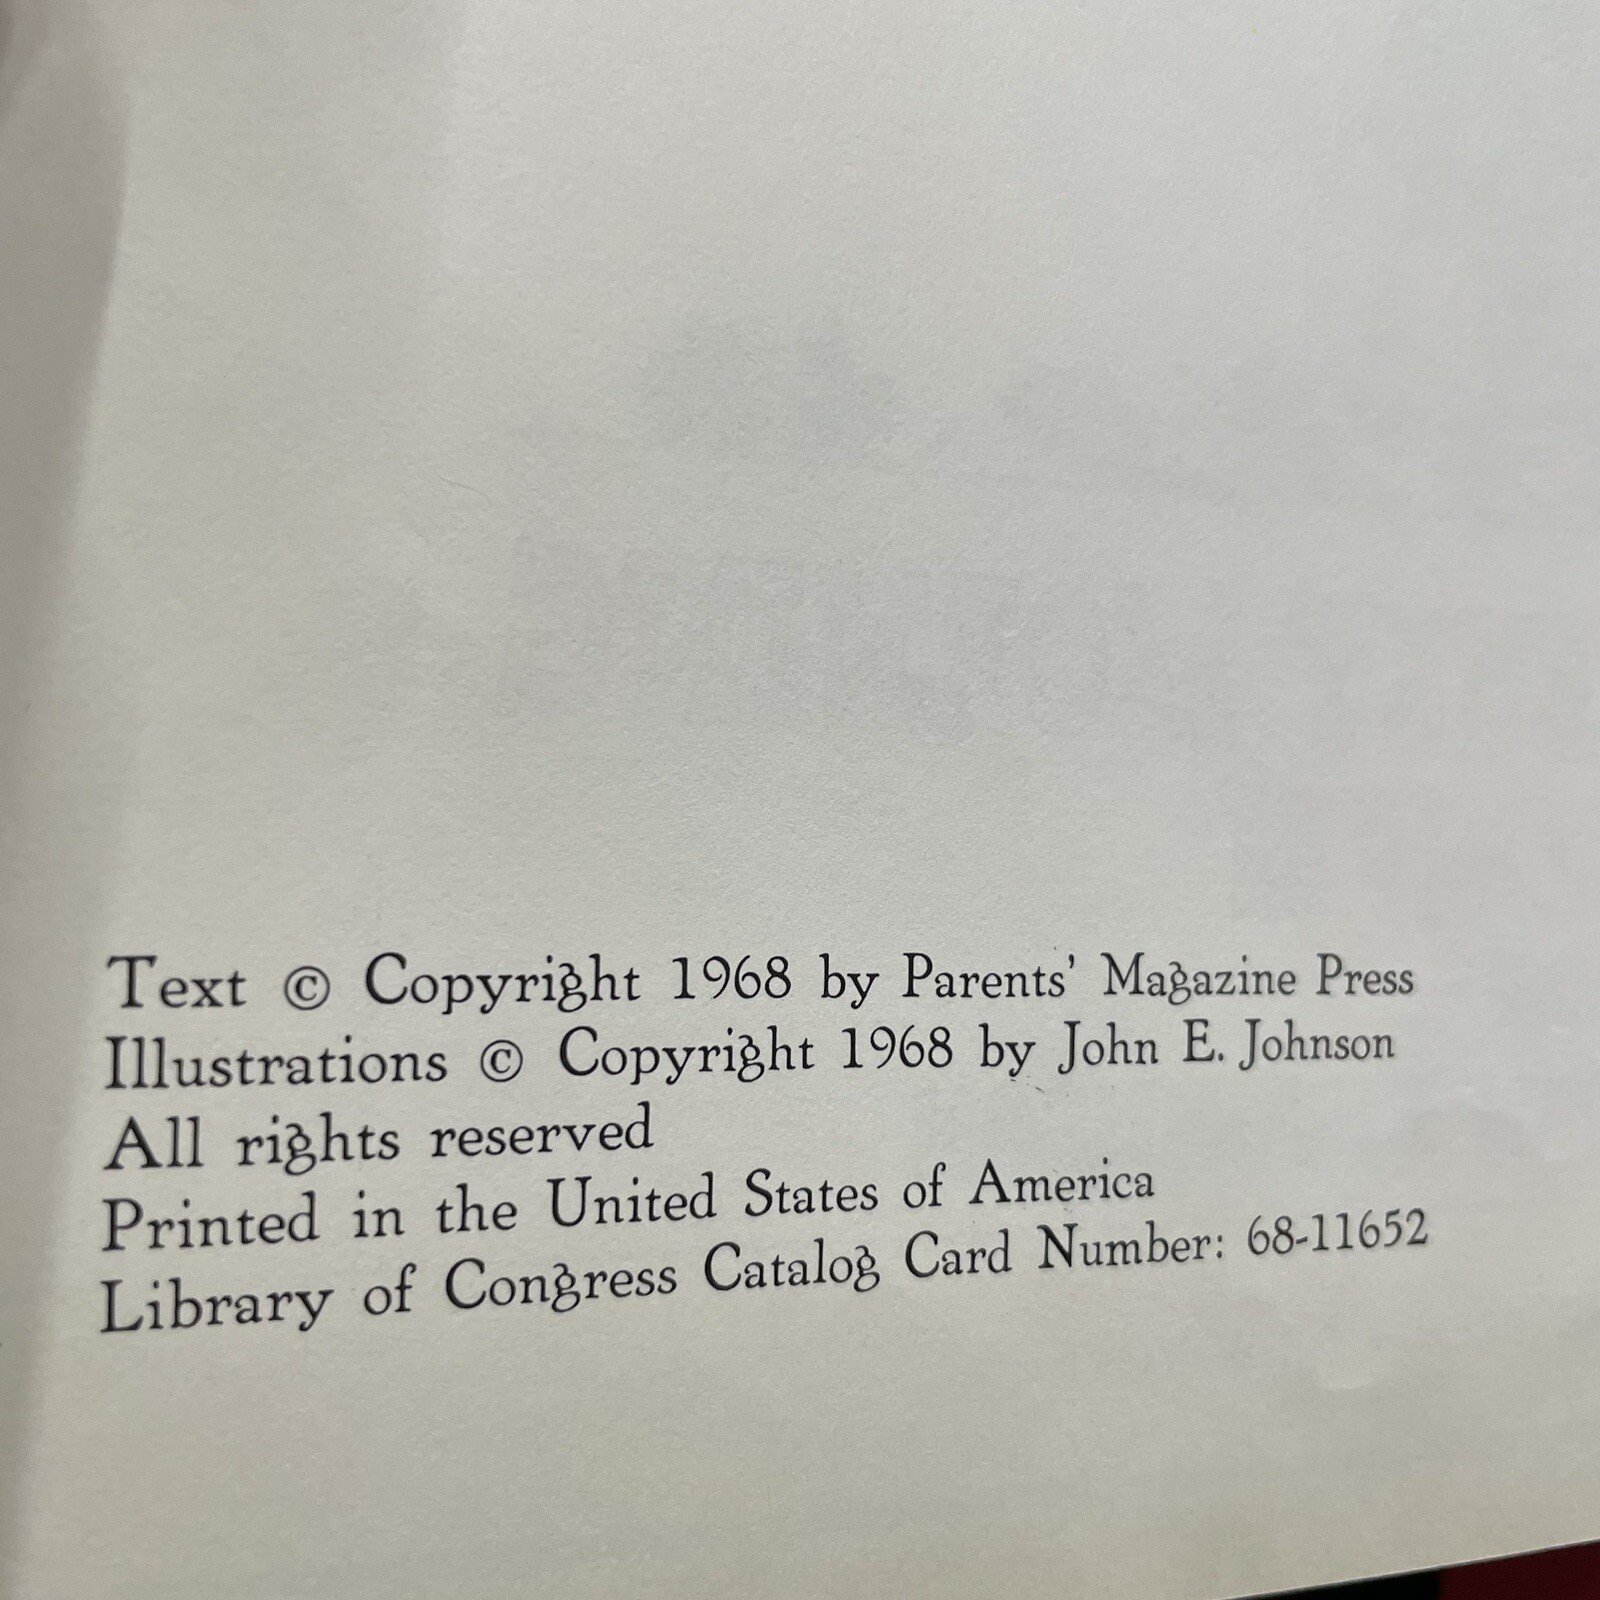 Text © Copyright 1968 by Parents' Magazine Press
Illustrations © Copyright 1968 by John E. Johnson
All rights reserved
Printed in the United States of America
Library of Congress Catalog Card Number: 68-11652